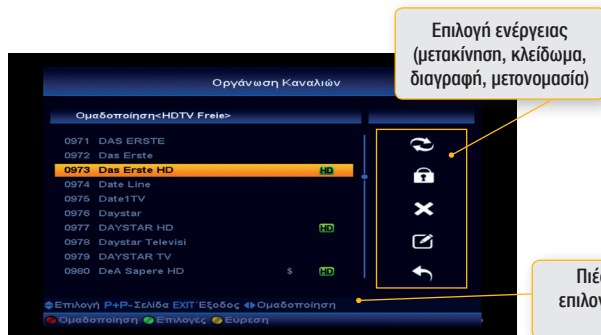 Επιλογή ενέργειας
(μετακίνηση, κλείδωμα,
διαγραφή, μετονομασία)
Οργάνωση Καναλιών
Ομαδοποίηση<HDTV Freie>
0971 DAS ERSTE
0972 Das Erste
0973 Das Erste HD HD
0974 Date Line
0975 Date1TV
0976 Daystar
0977 DAYSTAR HD HD
0978 Daystar Televisi
0979 DAYSTAR TV
0980 DeA Sapere HD $ HD
Επιλογή P+P-Σελίδα EXIT Έξοδος Ομαδοποίηση
Ομαδοποίηση Επιλογες Εύρεση